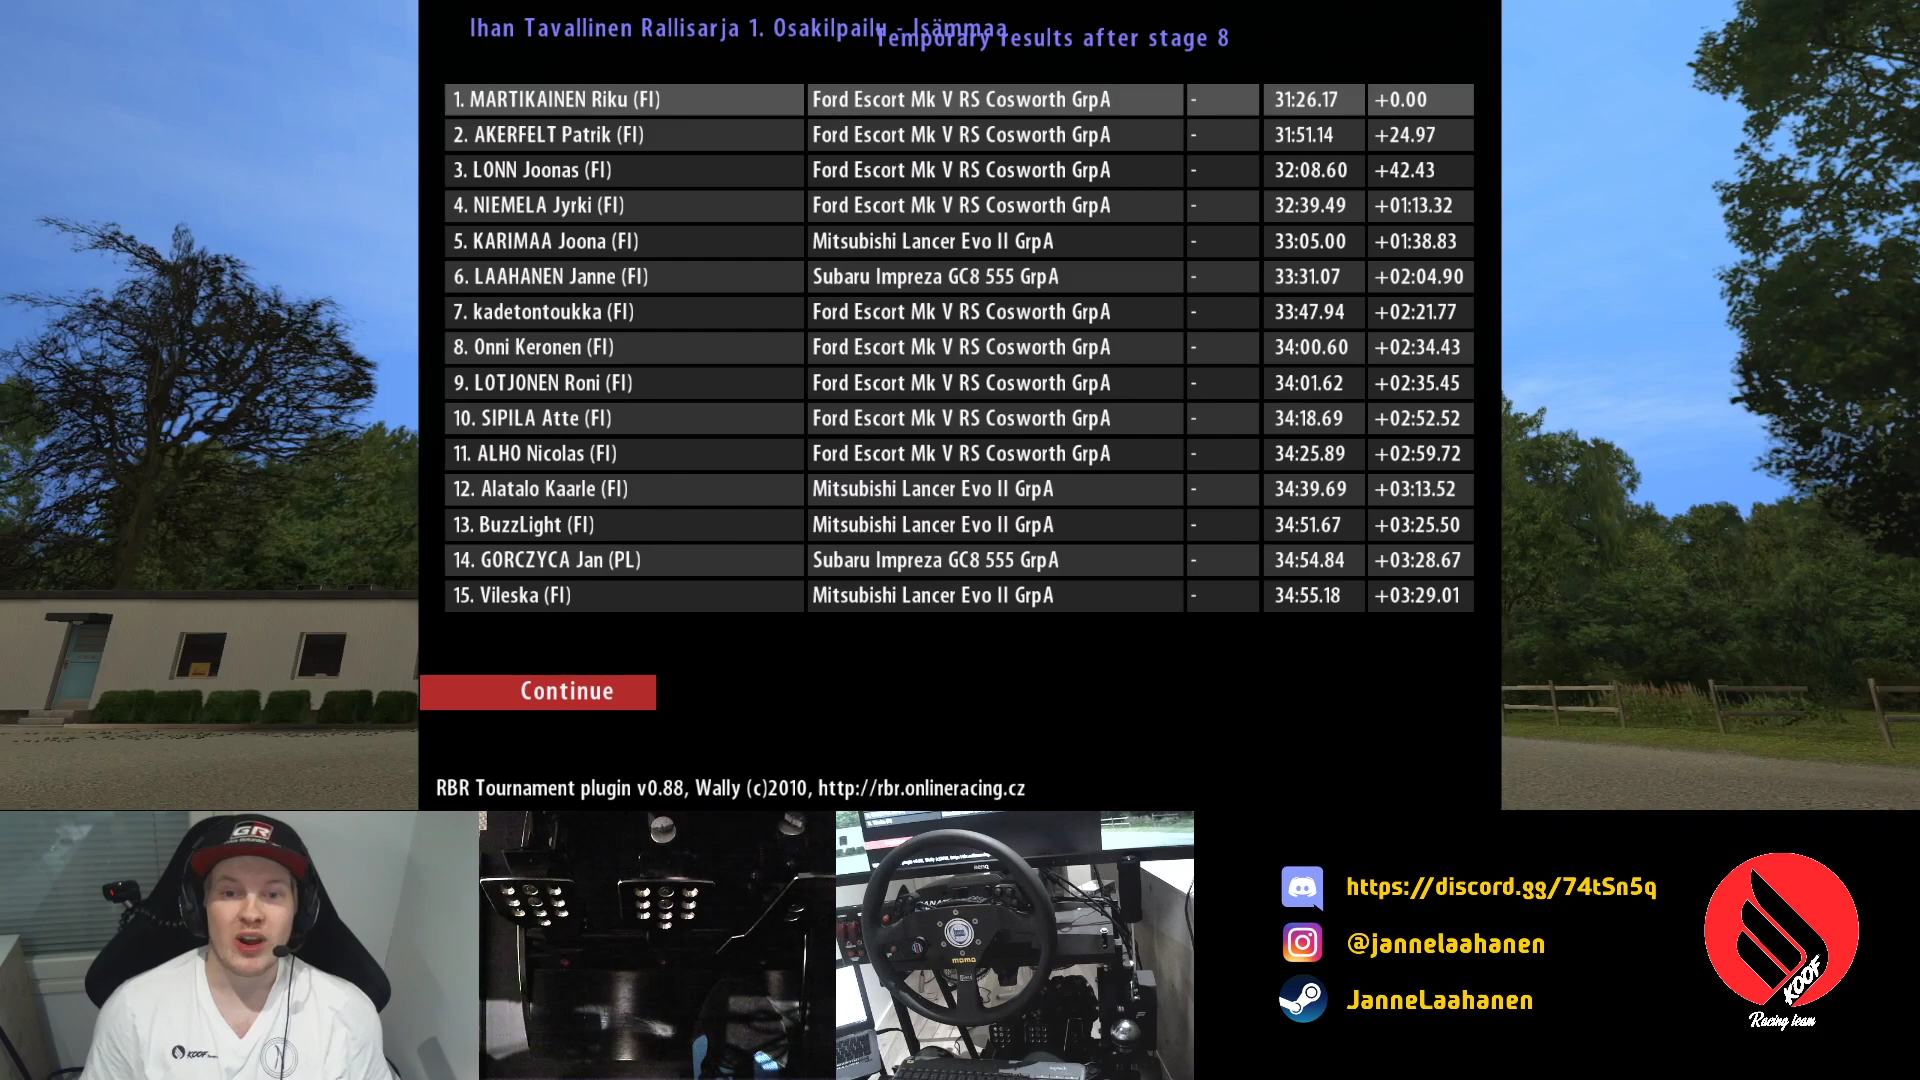 Ihan Tavallinen Rallisarja 1. Osakilpailu - Isämmaa
Temporary results after stage 8
1. MARTIKAINEN Riku (FI) Ford Escort Mk V RS Cosworth GrpA - 31:26.17 +0.00
2. AKERFELT Patrik (FI) Ford Escort Mk V RS Cosworth GrpA - 31:51.14 +24.97
3. LONN Joonas (FI) Ford Escort Mk V RS Cosworth GrpA - 32:08.60 +42.43
4. NIEMELA Jyrki (FI) Ford Escort Mk V RS Cosworth GrpA - 32:39.49 +01:13.32
5. KARIMAA Joona (FI) Mitsubishi Lancer Evo II GrpA - 33:05.00 +01:38.83
6. LAAHANEN Janne (FI) Subaru Impreza GC8 555 GrpA - 33:31.07 +02:04.90
7. kadetontoukka (FI) Ford Escort Mk V RS Cosworth GrpA - 33:47.94 +02:21.77
8. Onni Keronen (FI) Ford Escort Mk V RS Cosworth GrpA - 34:00.60 +02:34.43
9. LOTJONEN Roni (FI) Ford Escort Mk V RS Cosworth GrpA - 34:01.62 +02:35.45
10. SIPILA Atte (FI) Ford Escort Mk V RS Cosworth GrpA - 34:18.69 +02:52.52
11. ALHO Nicolas (FI) Ford Escort Mk V RS Cosworth GrpA - 34:25.89 +02:59.72
12. Alatalo Kaarle (FI) Mitsubishi Lancer Evo II GrpA - 34:39.69 +03:13.52
13. BuzzLight (FI) Mitsubishi Lancer Evo II GrpA - 34:51.67 +03:25.50
14. GORCZYCA Jan (PL) Subaru Impreza GC8 555 GrpA - 34:54.84 +03:28.67
15. Vileska (FI) Mitsubishi Lancer Evo II GrpA - 34:55.18 +03:29.01
Continue
RBR Tournament plugin v0.88, Wally (c)2010, http://rbr.onlineracing.cz
GR
KOOF
momo
https://discord.gg/74tSn5q
@jannelaahanen
JanneLaahanen
KOOF
Racing team